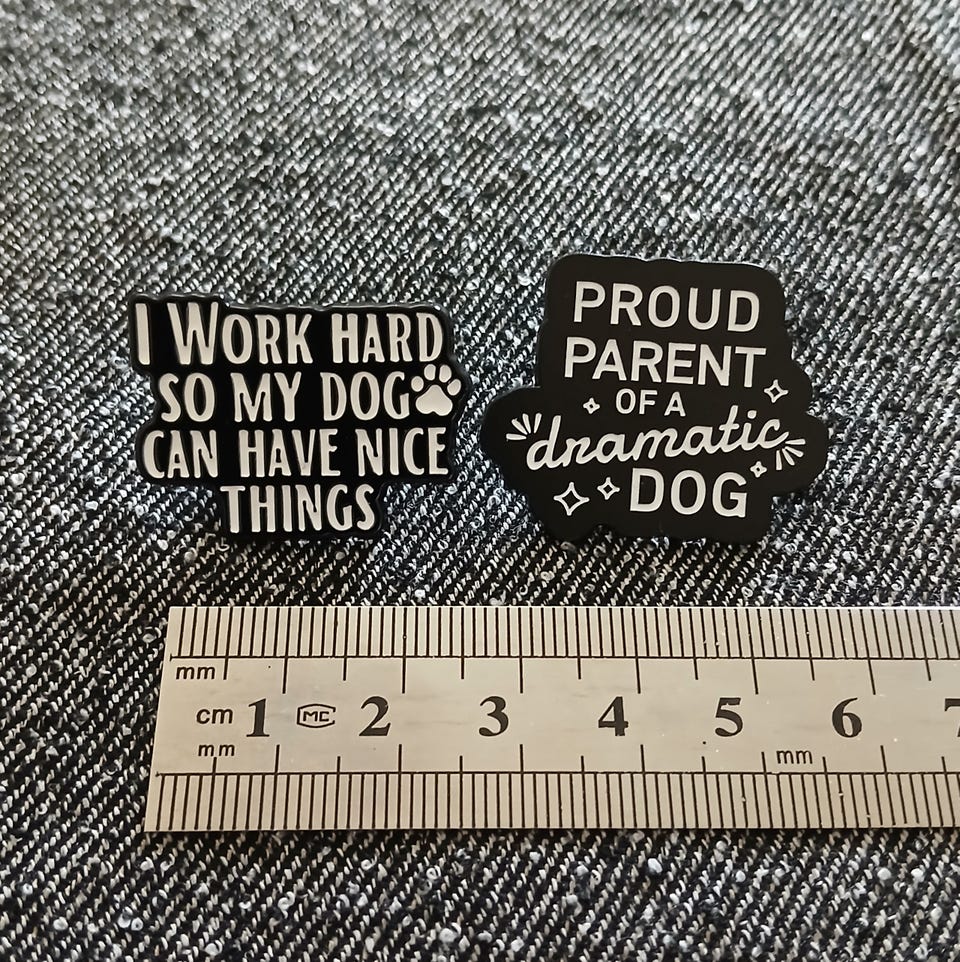 I WORK HARD
SO MY DOG
CAN HAVE NICE
THINGS
PROUD
PARENT
OF A
dramatic
DOG
mm
cm 1 MC 2 3 4 5 6 7
mm mm